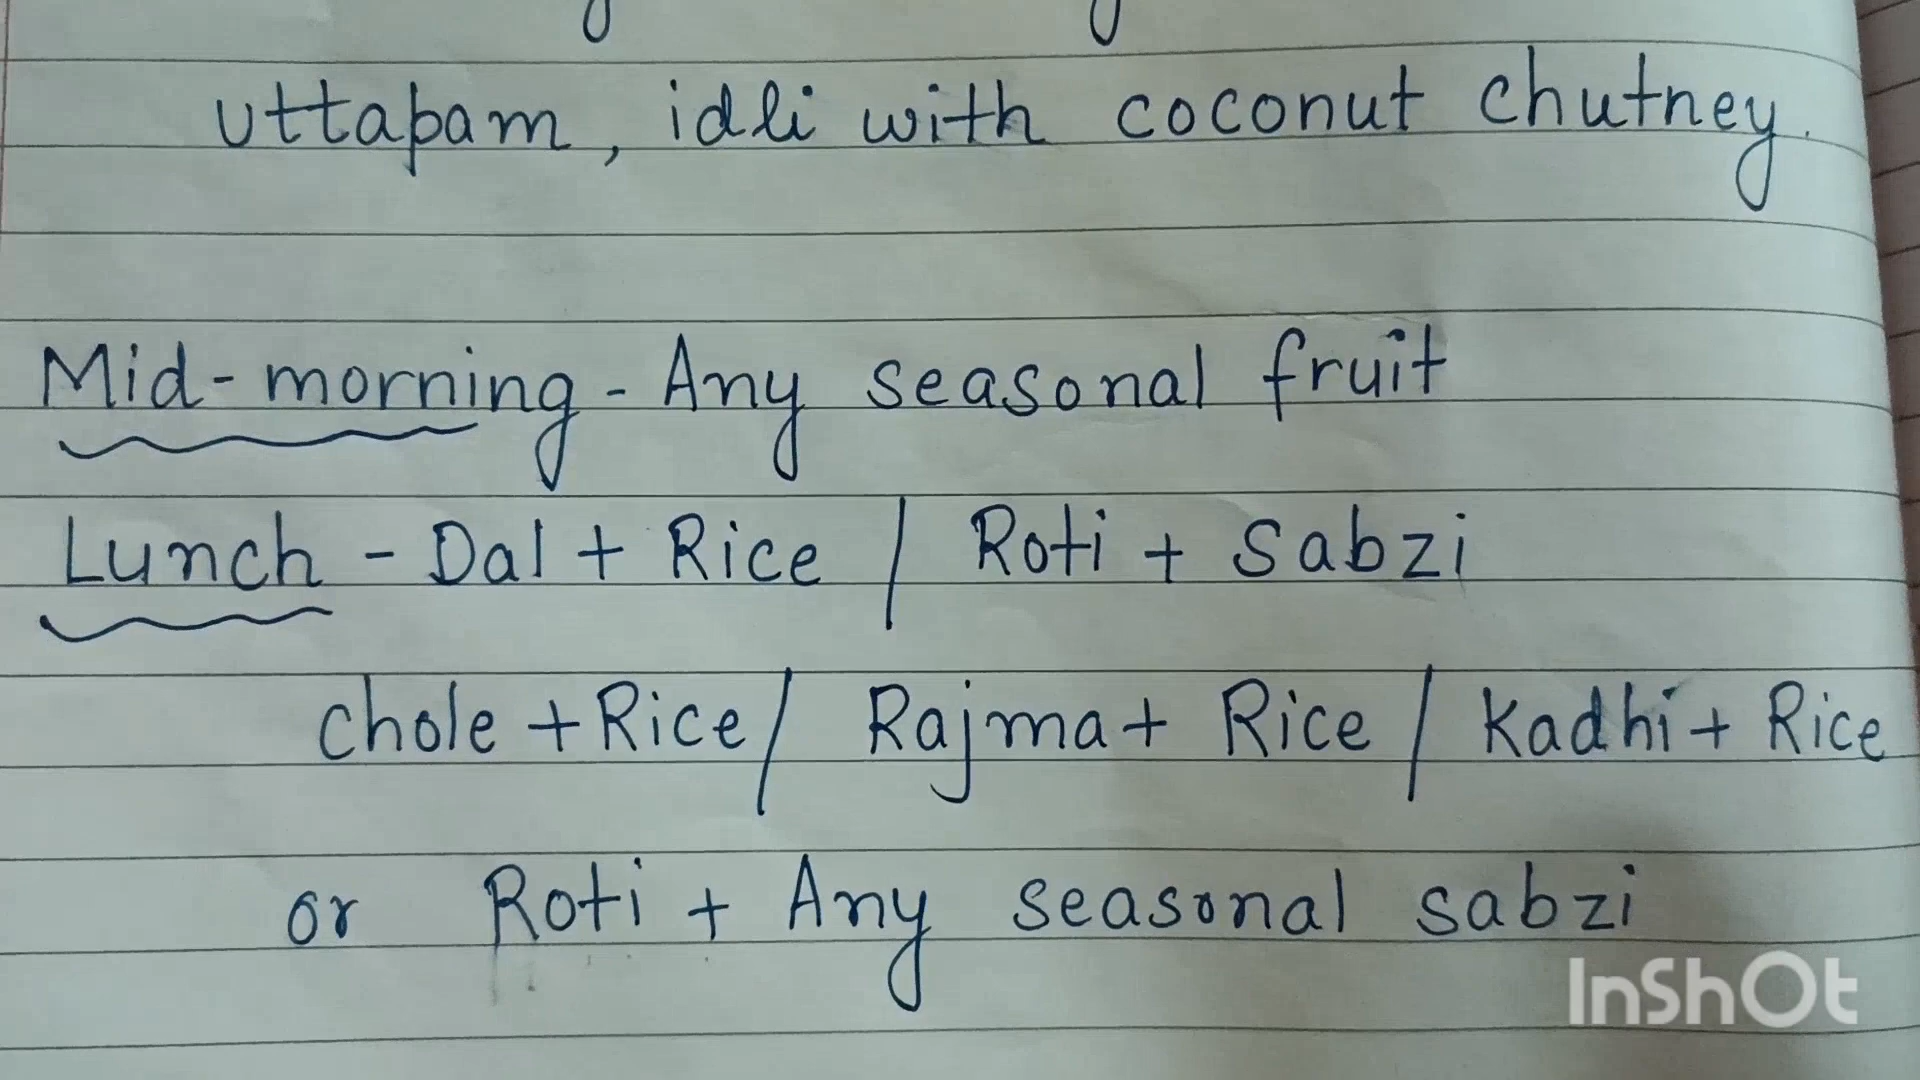 uttapam, idli with coconut chutney.
Mid-morning - Any seasonal fruit
Lunch - Dal + Rice / Roti + Sabzi
chole + Rice / Rajma + Rice / Kadhi + Rice
or Roti + Any seasonal sabzi
InShOt